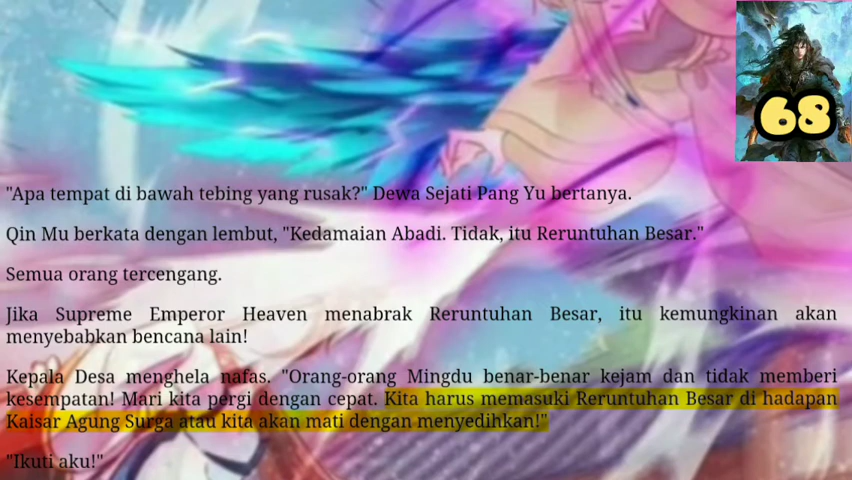 68
"Apa tempat di bawah tebing yang rusak?" Dewa Sejati Pang Yu bertanya.
Qin Mu berkata dengan lembut, "Kedamaian Abadi. Tidak, itu Reruntuhan Besar."
Semua orang tercengang.
Jika Supreme Emperor Heaven menabrak Reruntuhan Besar, itu kemungkinan akan
menyebabkan bencana lain!
Kepala Desa menghela nafas. "Orang-orang Mingdu benar-benar kejam dan tidak memberi
kesempatan! Mari kita pergi dengan cepat. Kita harus memasuki Reruntuhan Besar di hadapan
Kaisar Agung Surga atau kita akan mati dengan menyedihkan!"
"Ikuti aku!"